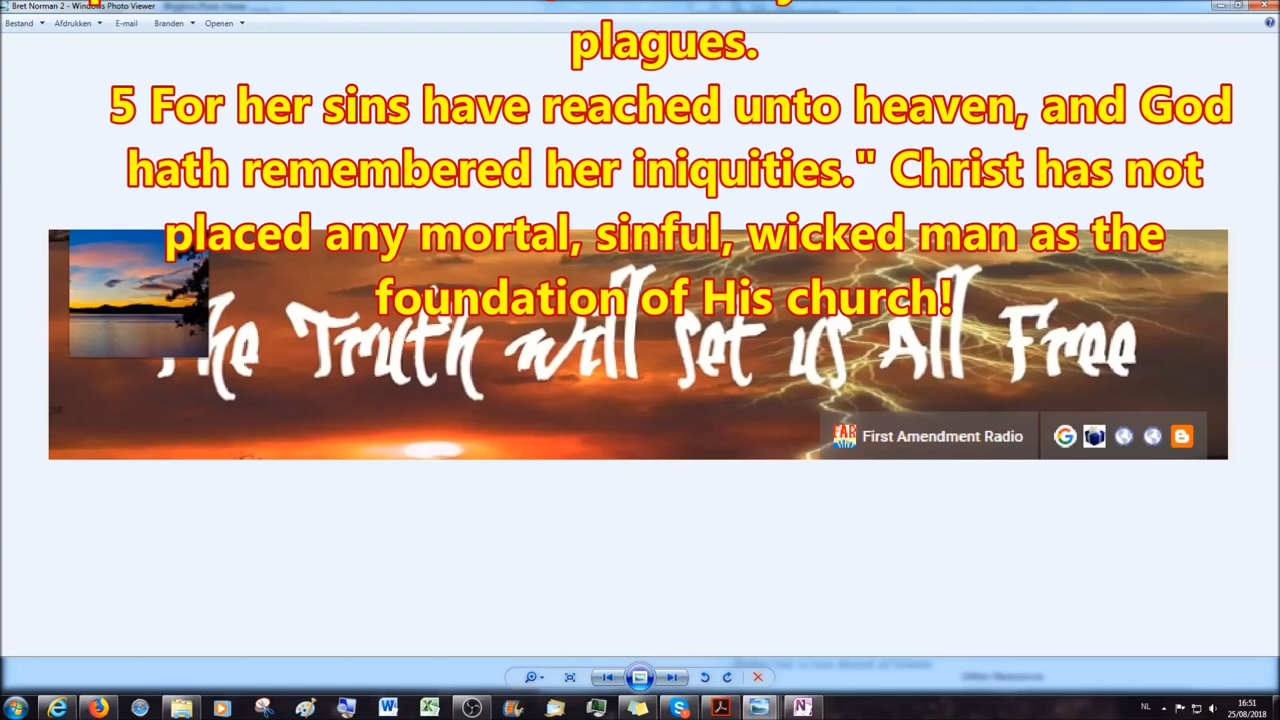 Bret Norman 2 - Windows Photo Viewer
Bestand Afdrukken E-mail Branden Openen
plagues.
5 For her sins have reached unto heaven, and God
hath remembered her iniquities." Christ has not
placed any mortal, sinful, wicked man as the
foundation of His church!
The Truth will set us All Free
First Amendment Radio
NL
16:51
25/08/2018